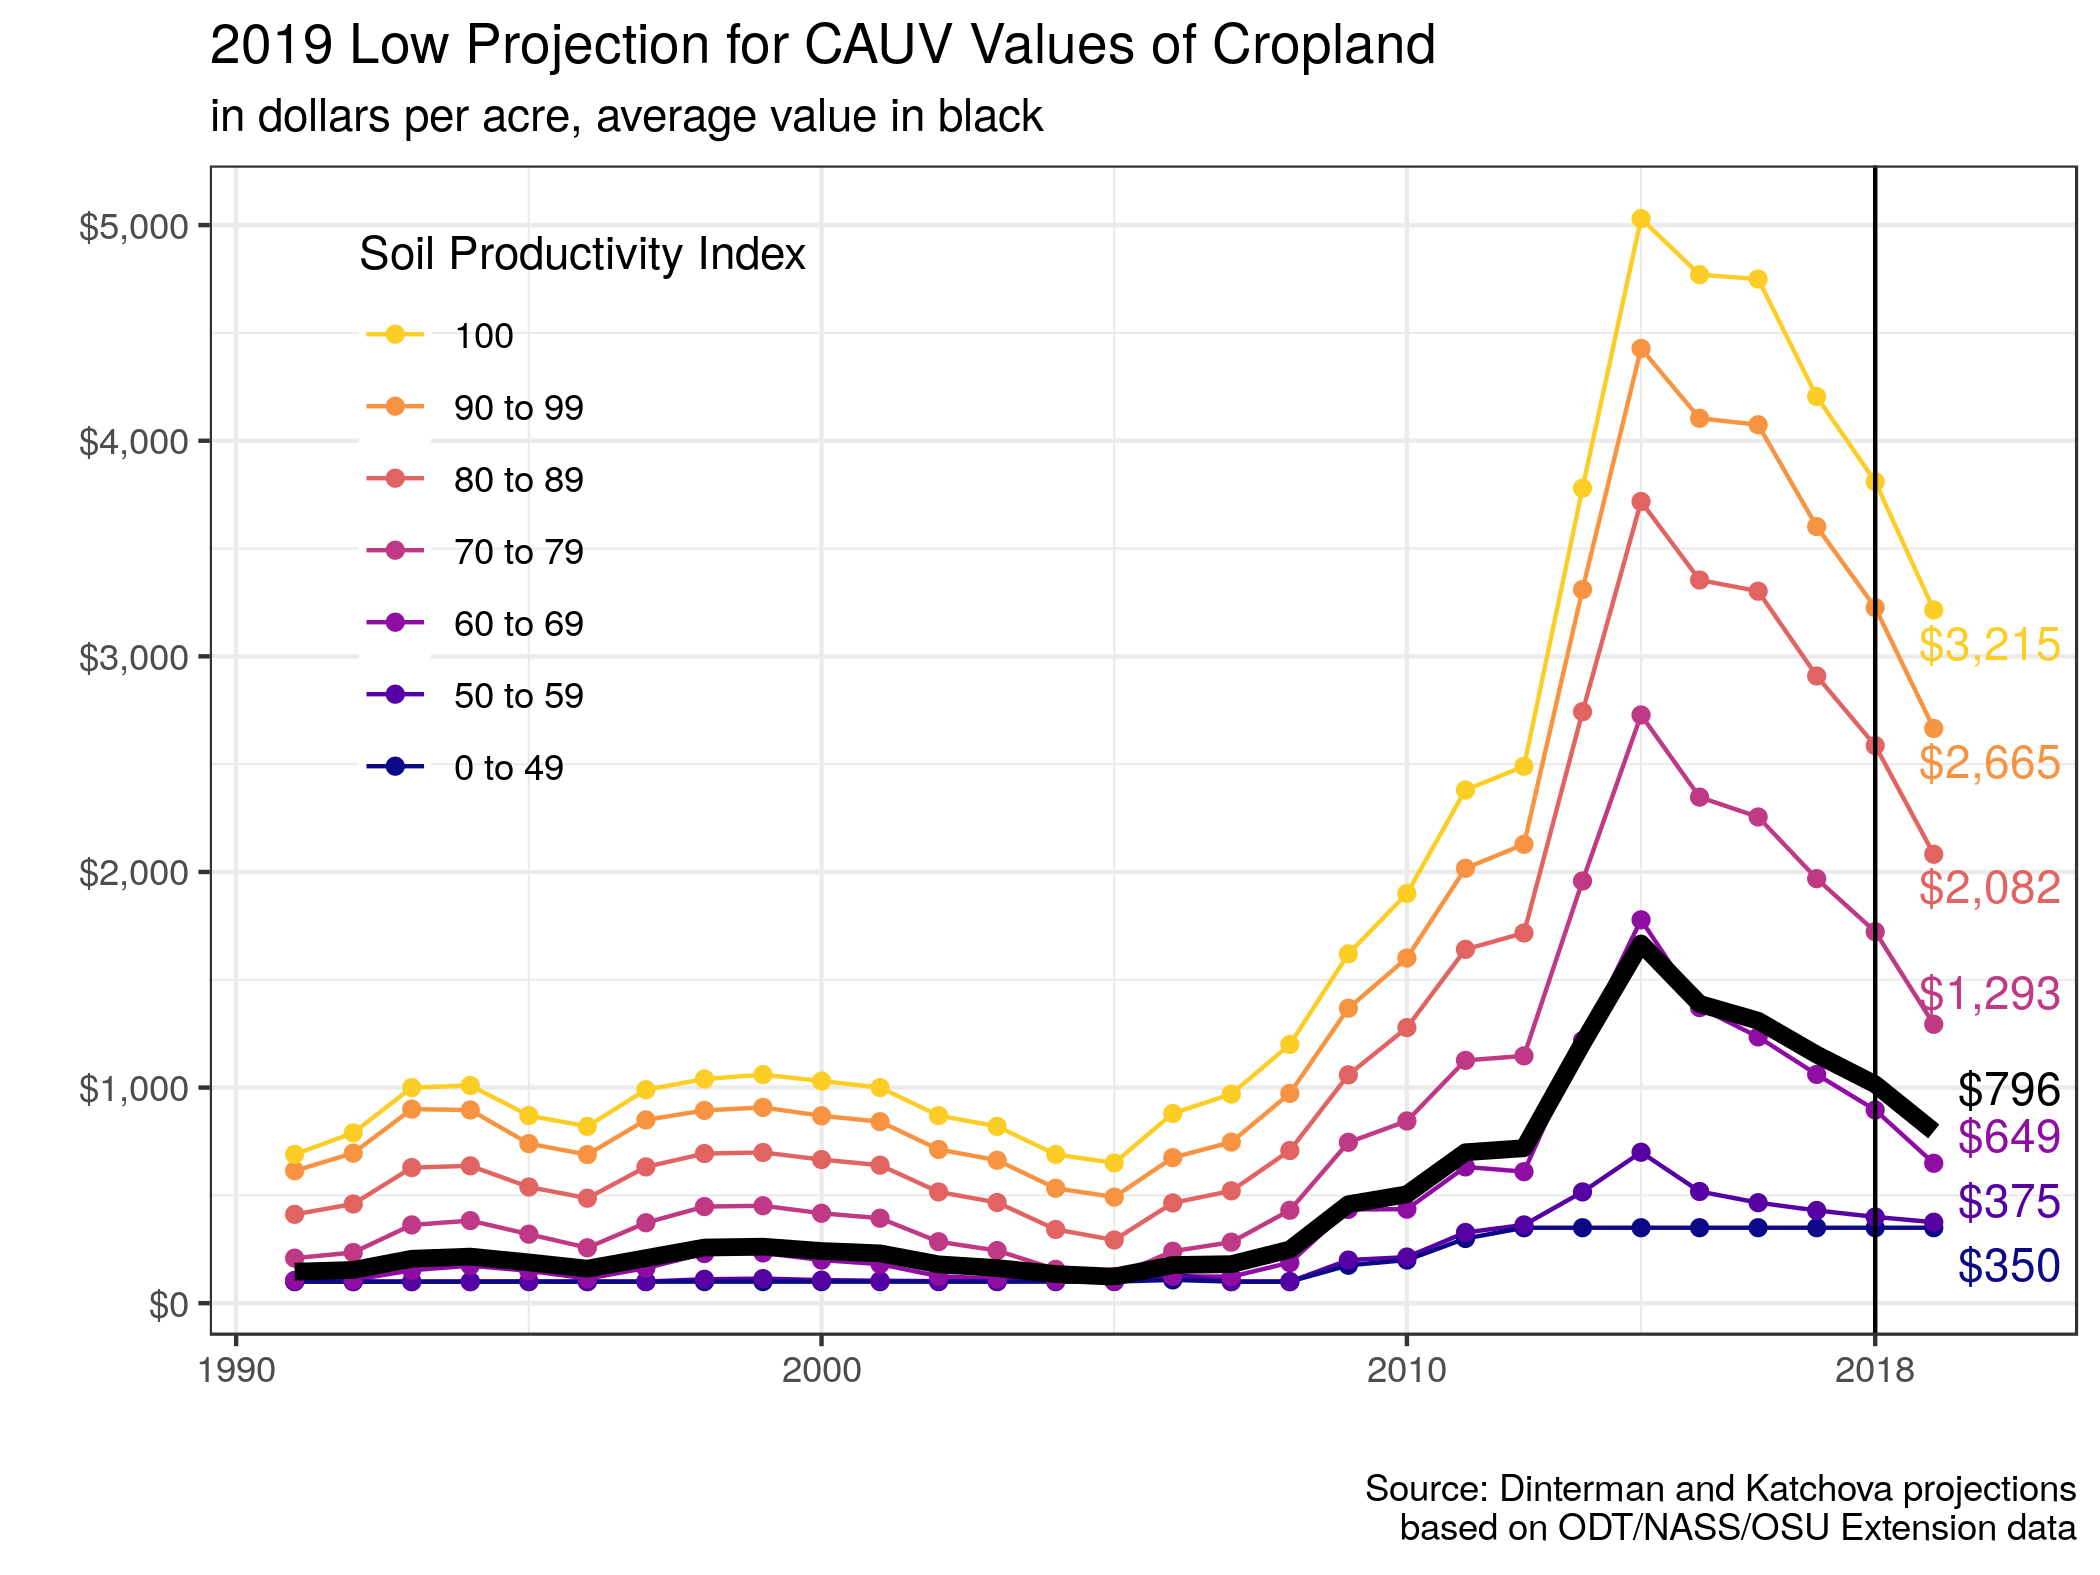 2019 Low Projection for CAUV Values of Cropland
in dollars per acre, average value in black
$5,000
$4,000
$3,000
$2,000
$1,000
$0
Soil Productivity Index
100
90 to 99
80 to 89
70 to 79
60 to 69
50 to 59
0 to 49
$3,215
$2,665
$2,082
$1,293
$796
$649
$375
$350
1990
2000
2010
2018
Source: Dinterman and Katchova projections
based on ODT/NASS/OSU Extension data